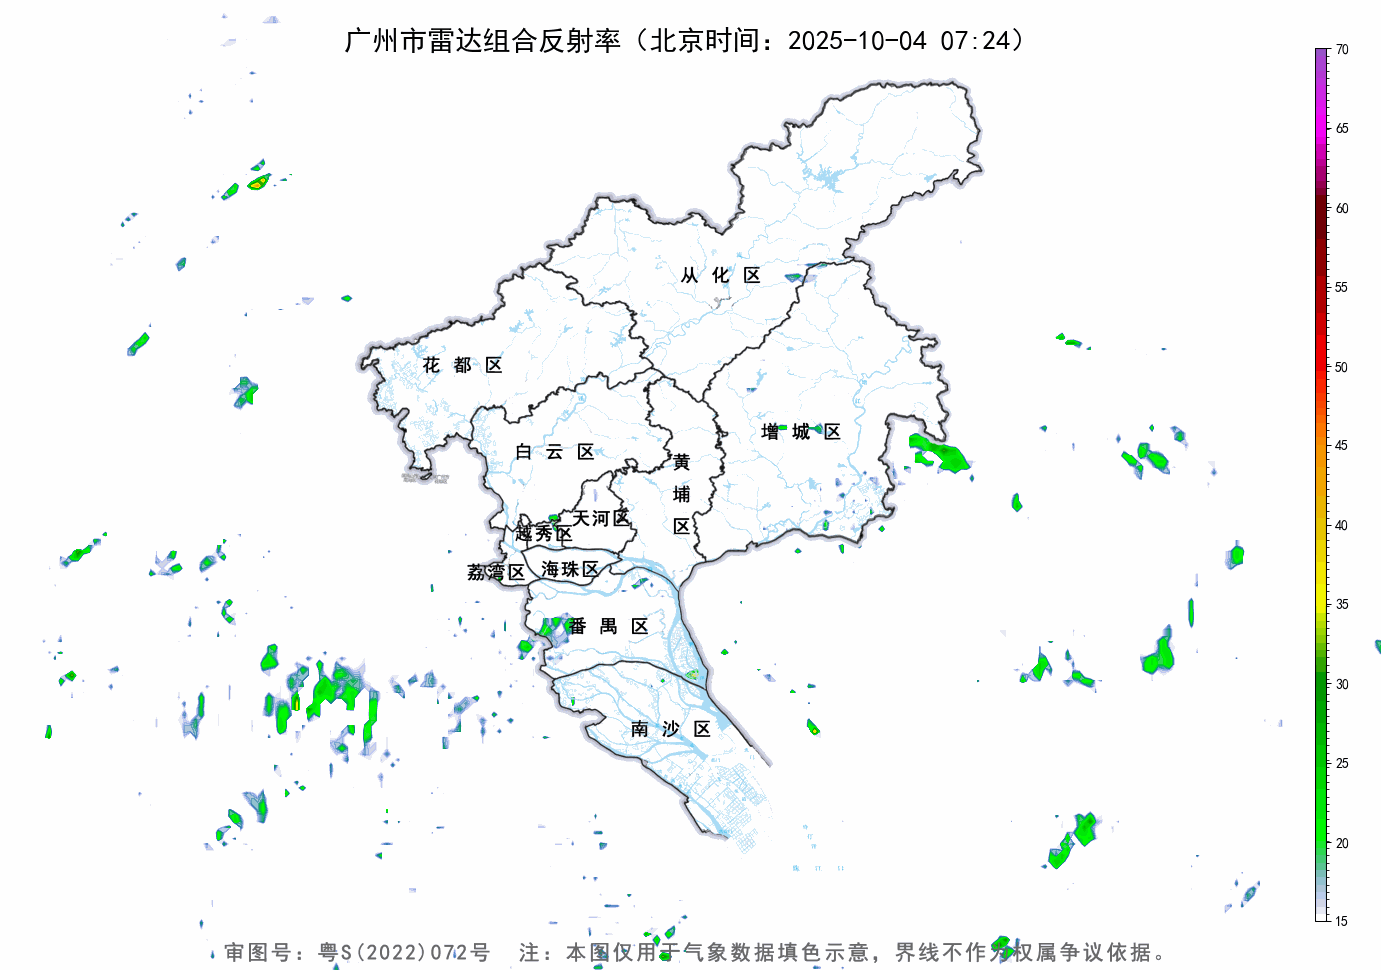 广州市雷达组合反射率（北京时间：2025-10-04 07:24）
70
65
60
55
50
45
40
35
30
25
20
15
从化区
花都区
增城区
白云区
黄埔区
天河区
越秀区
荔湾区
海珠区
番禺区
南沙区
审图号：粤S(2022)072号 注：本图仅用于气象数据填色示意，界线不作为权属争议依据。